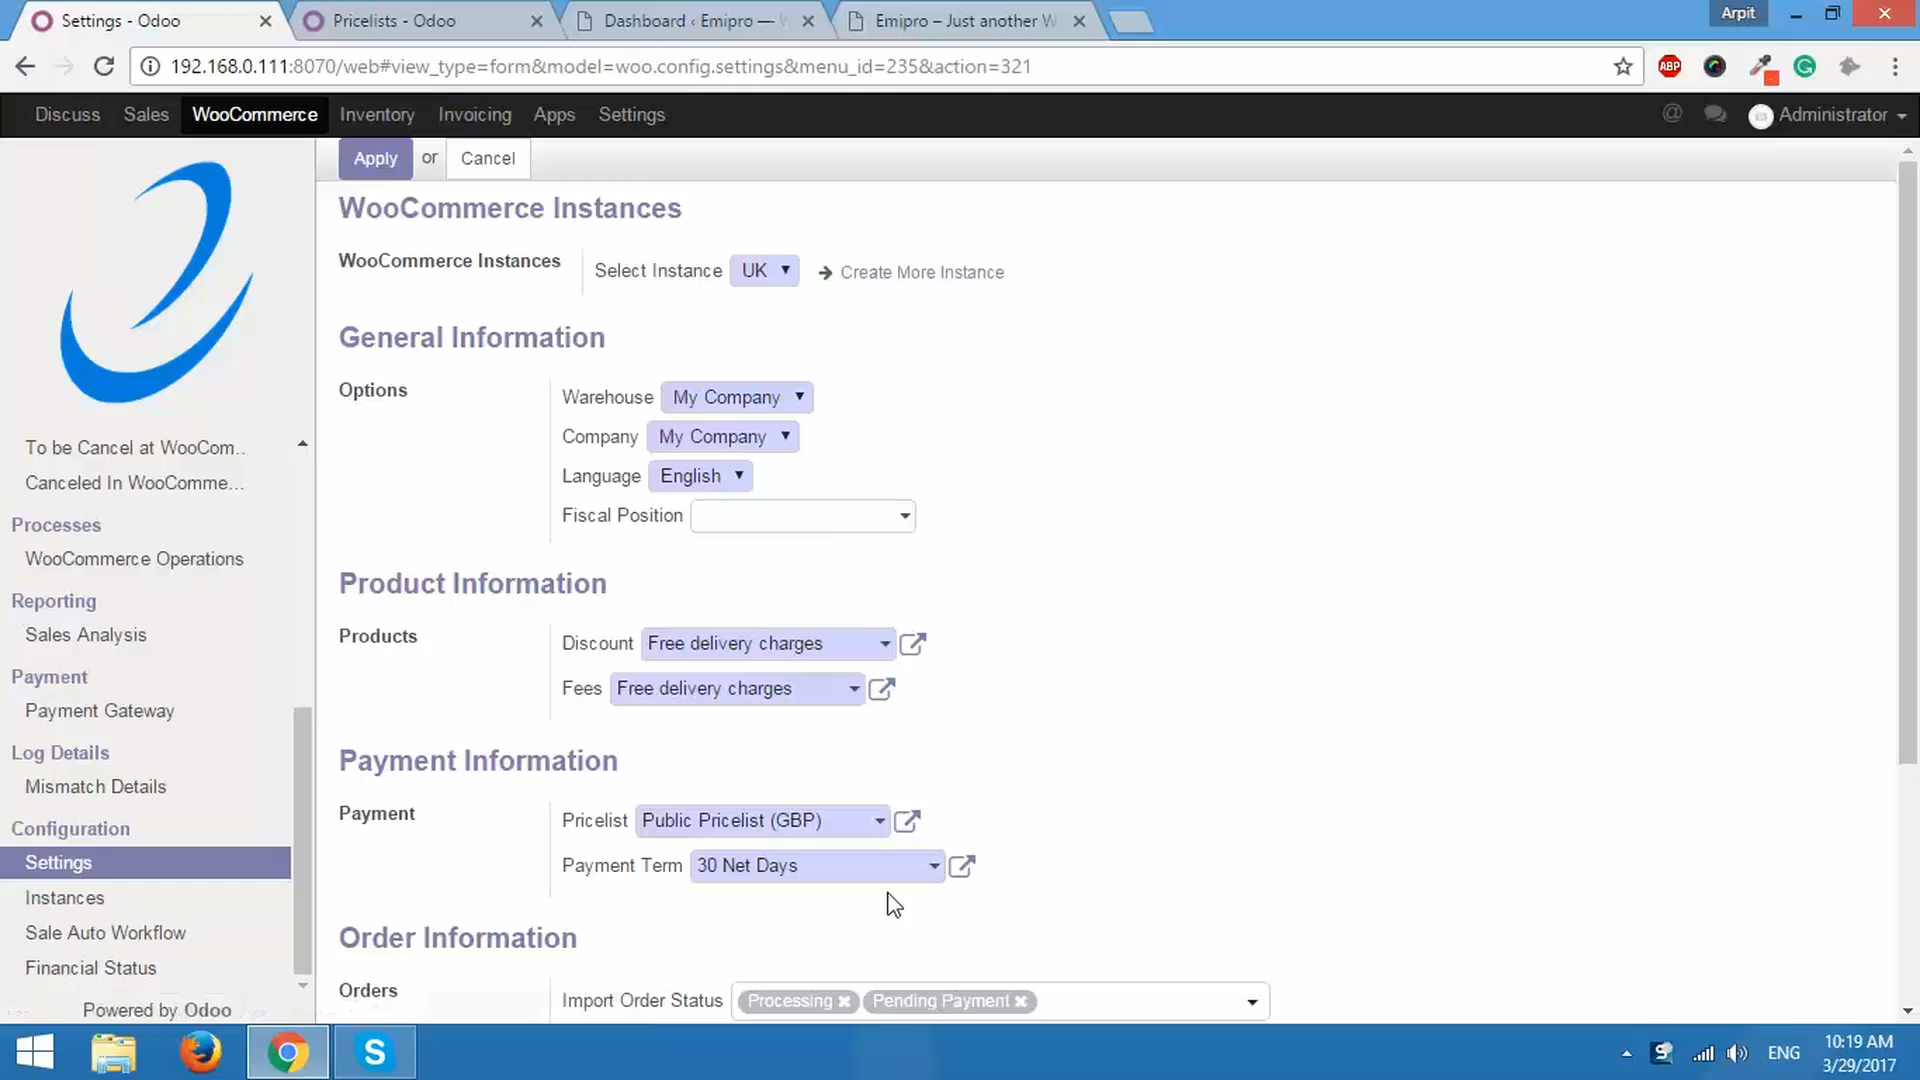 Settings - Odoo
Pricelists - Odoo
Dashboard ‹ Emipro —
Emipro – Just another W
Arpit
192.168.0.111:8070/web#view_type=form&model=woo.config.settings&menu_id=235&action=321
ABP
Discuss Sales WooCommerce Inventory Invoicing Apps Settings
@ Administrator
Apply or Cancel
WooCommerce Instances
WooCommerce Instances
Select Instance UK
Create More Instance
General Information
Options
Warehouse My Company
Company My Company
Language English
Fiscal Position
Product Information
Products
Discount Free delivery charges
Fees Free delivery charges
Payment Information
Payment
Pricelist Public Pricelist (GBP)
Payment Term 30 Net Days
Order Information
Orders
Import Order Status Processing Pending Payment
To be Cancel at WooCom...
Canceled In WooComme...
Processes
WooCommerce Operations
Reporting
Sales Analysis
Payment
Payment Gateway
Log Details
Mismatch Details
Configuration
Settings
Instances
Sale Auto Workflow
Financial Status
Powered by Odoo
ENG
10:19 AM
3/29/2017